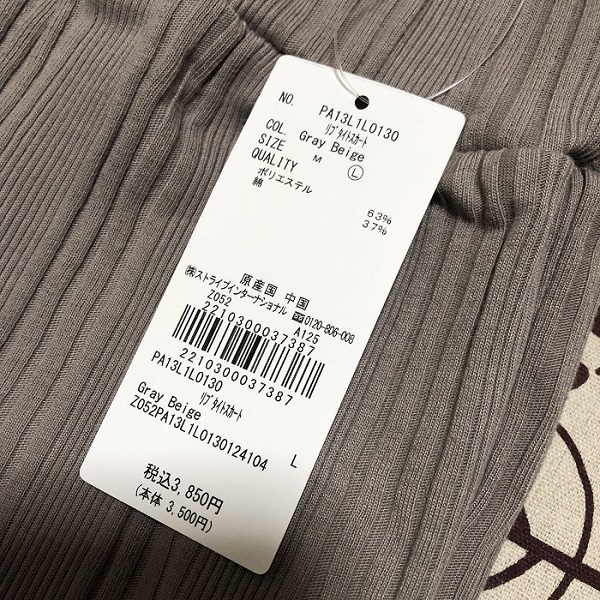 NO. PA13L1L0130
ﾘﾌﾞﾀｲﾄｽｶｰﾄ
COL. Gray Beige
SIZE M Ⓛ
QUALITY
ポリエステル 63%
綿 37%
原産国 中国
㈱ストライプインターナショナル 0120-806-008
Z052 A125
2210300037387
2210300037387
PA13L1L0130
ﾘﾌﾞﾀｲﾄｽｶｰﾄ
Gray Beige L
Z052PA13L1L0130124104
税込3,850円
(本体 3,500円)